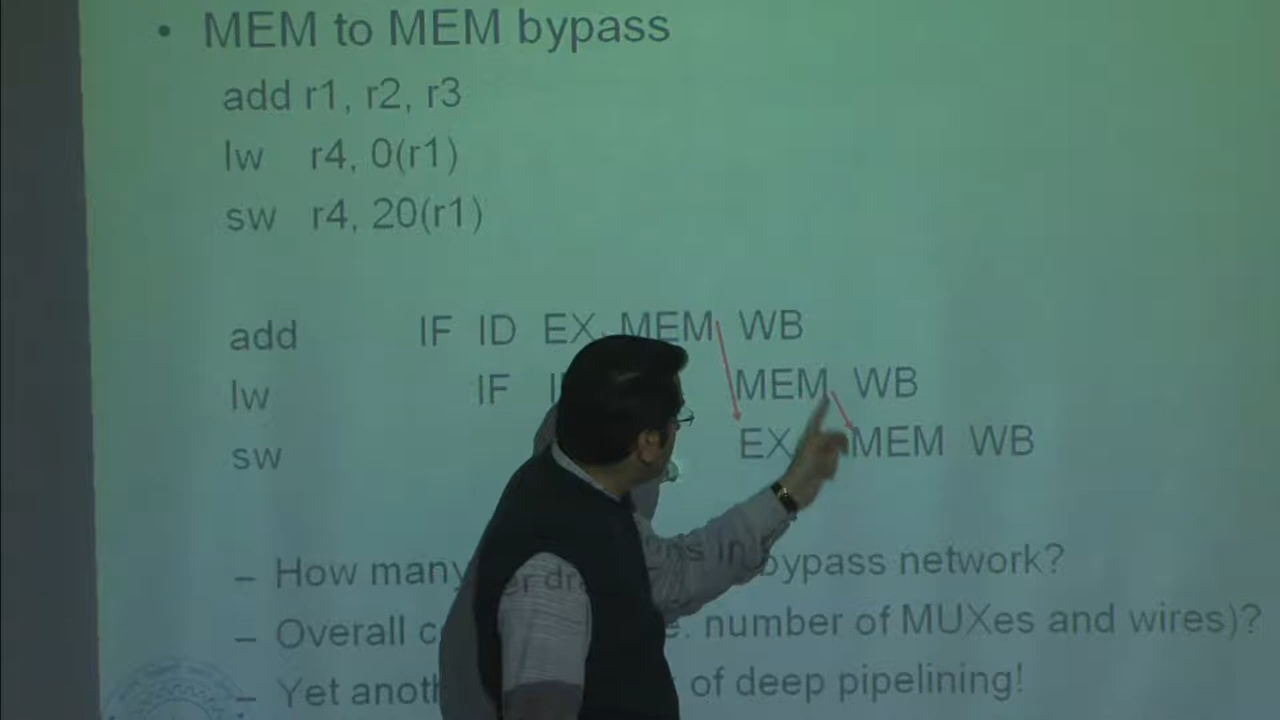 • MEM to MEM bypass
add r1, r2, r3
lw r4, 0(r1)
sw r4, 20(r1)
add IF ID EX MEM WB
lw IF MEM WB
sw EX MEM WB
– How many in bypass network?
– Overall number of MUXes and wires)?
– Yet of deep pipelining!